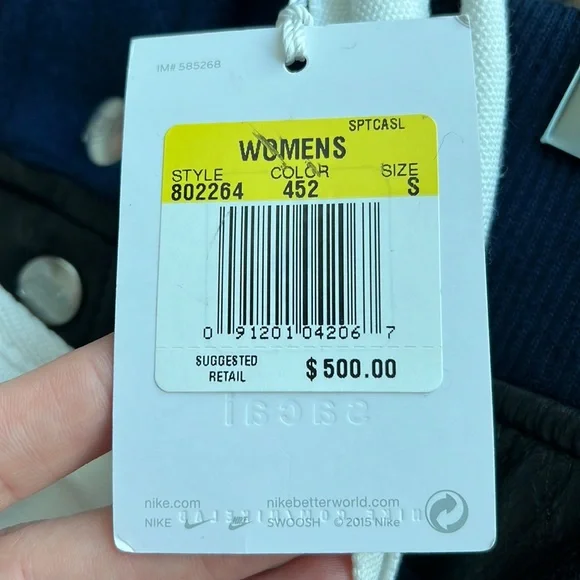 IM# 585268
SPTCASL
WOMENS
STYLE COLOR SIZE
802264 452 S
0 91201 04206 7
SUGGESTED RETAIL $500.00
sacai
nike.com nikebetterworld.com
NIKE SWOOSH ©2015 Nike